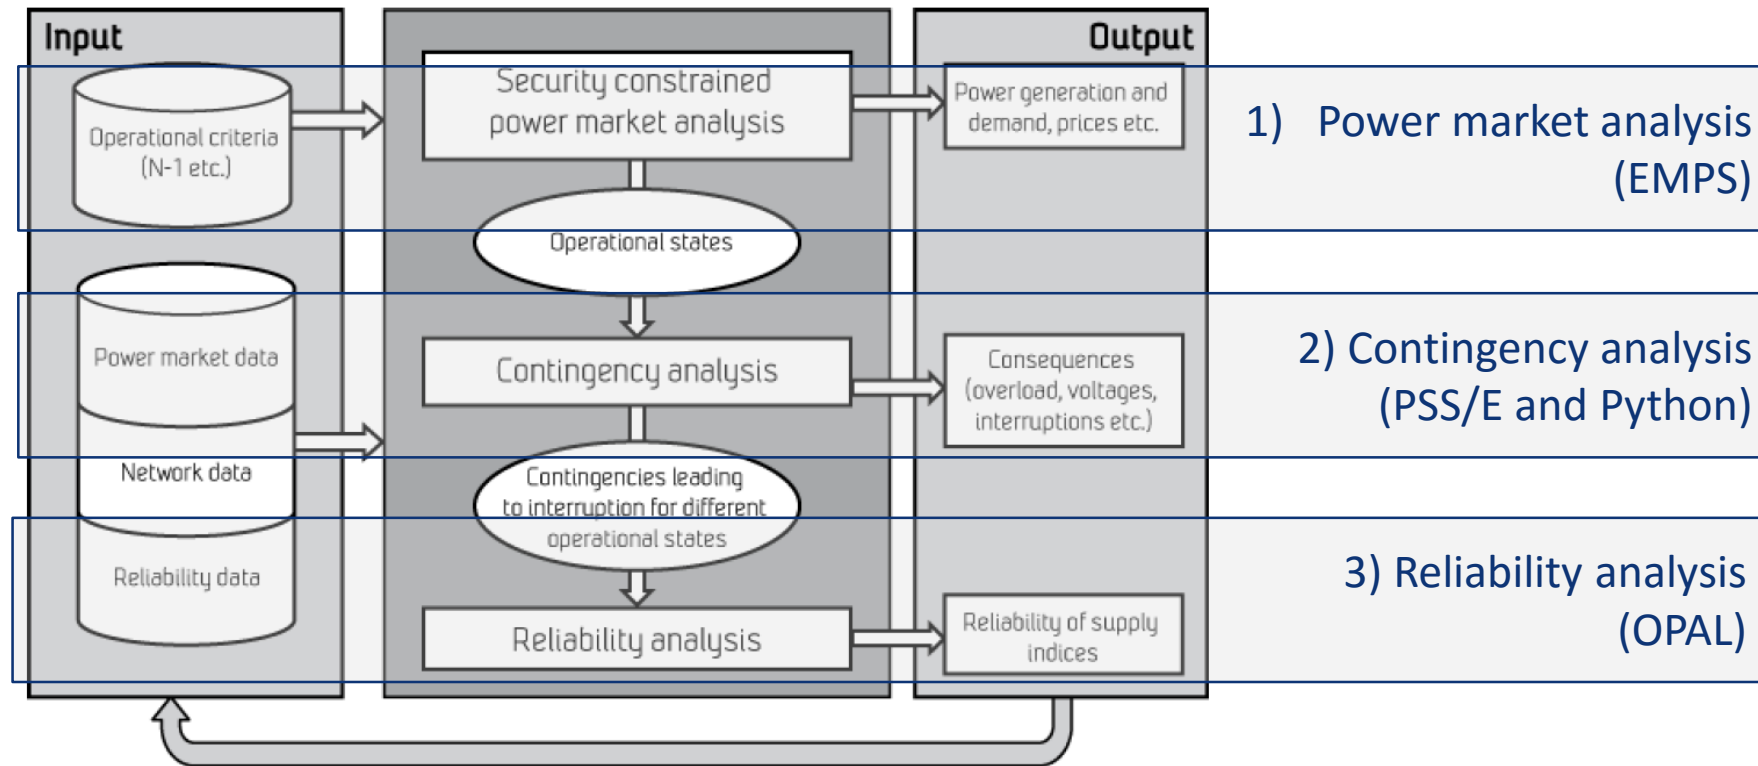 Input
Operational criteria
(N-1 etc.)
Power market data
Network data
Reliability data
Security constrained
power market analysis
Operational states
Contingency analysis
Contingencies leading
to interruption for different
operational states
Reliability analysis
Output
Power generation and
demand, prices etc.
Consequences
(overload, voltages,
interruptions etc.)
Reliability of supply
indices
1) Power market analysis
(EMPS)
2) Contingency analysis
(PSS/E and Python)
3) Reliability analysis
(OPAL)